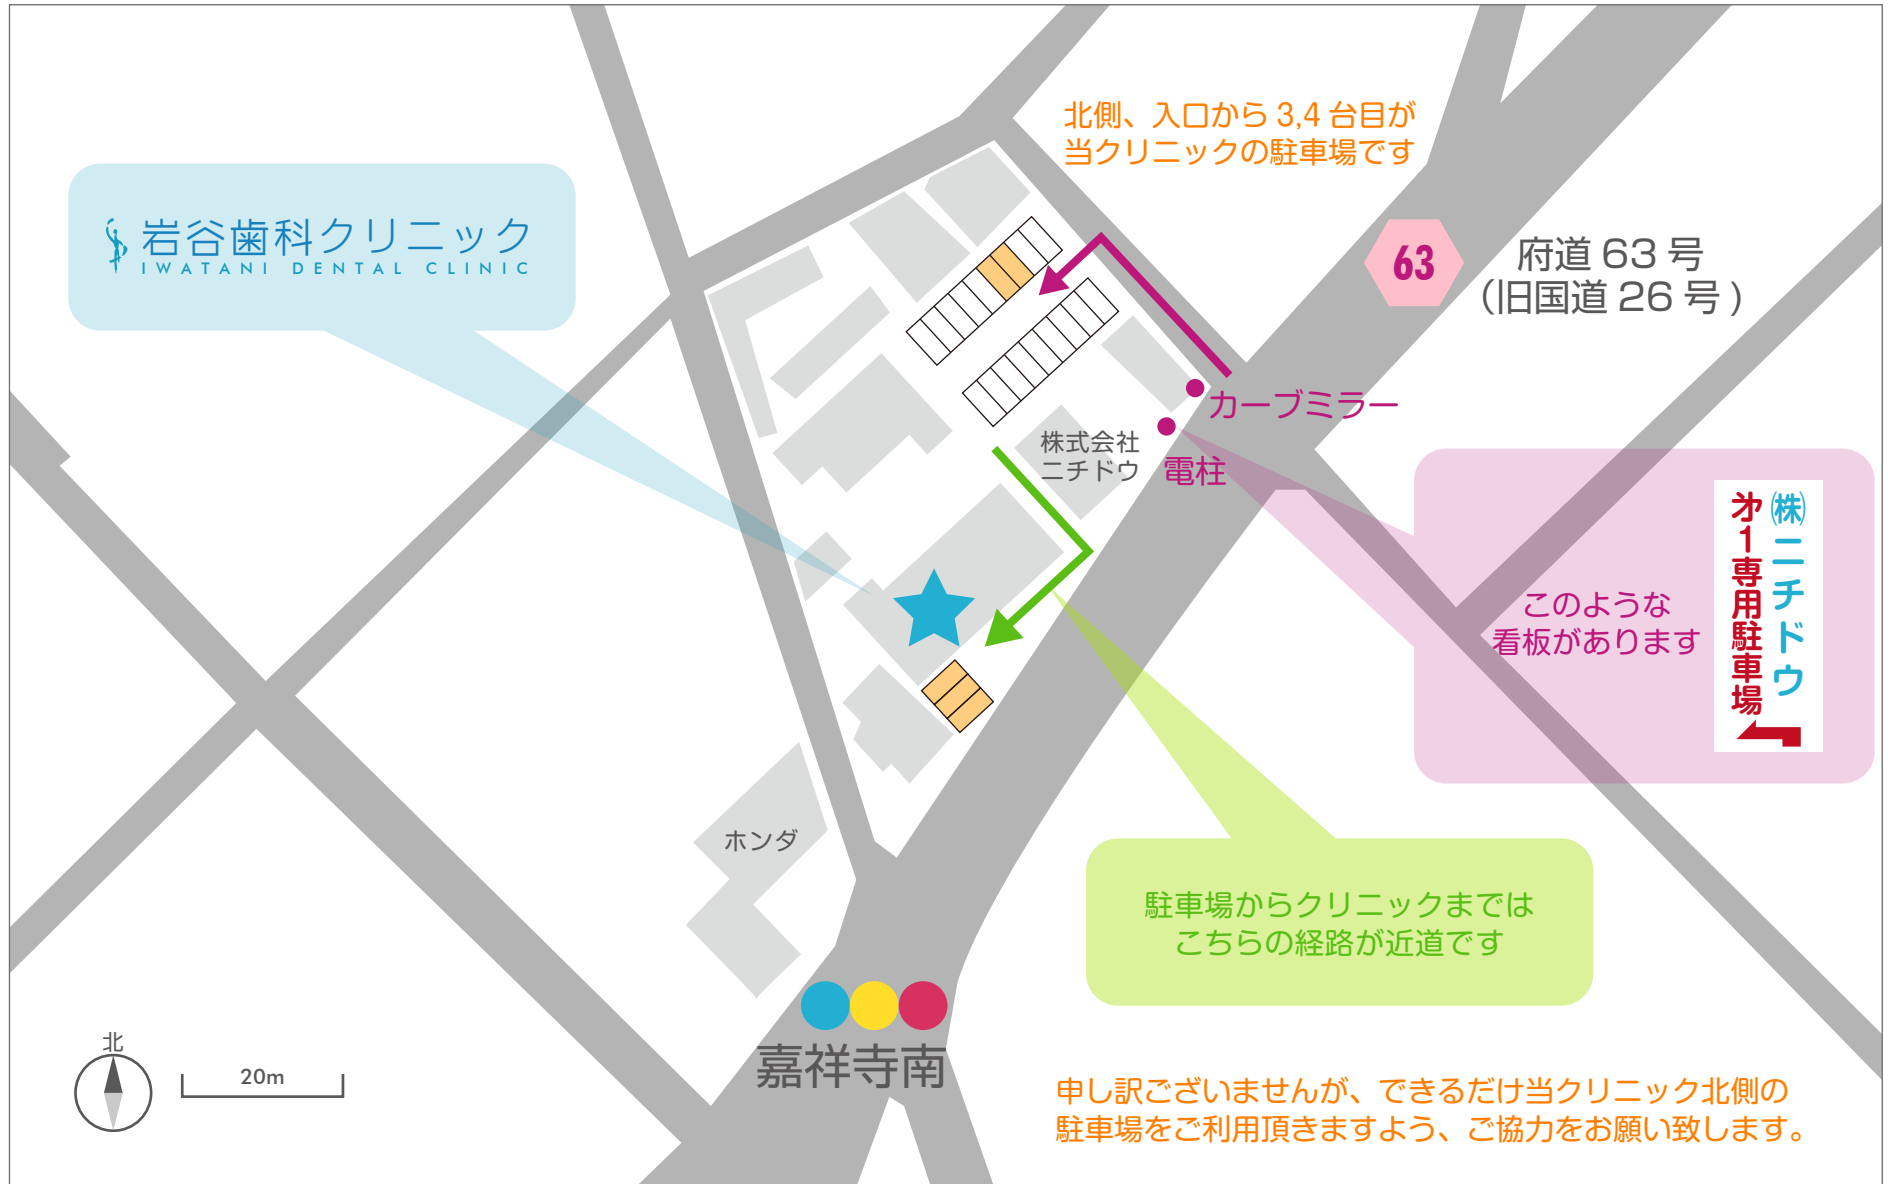 北側、入口から 3,4 台目が
当クリニックの駐車場です
岩谷歯科クリニック
IWATANI DENTAL CLINIC
63
府道 63 号
（旧国道 26 号 )
カーブミラー
電柱
株式会社
ニチドウ
このような
看板があります
㈱ニチドウ
才1専用駐車場
ホンダ
駐車場からクリニックまでは
こちらの経路が近道です
嘉祥寺南
北
20m
申し訳ございませんが、できるだけ当クリニック北側の
駐車場をご利用頂きますよう、ご協力をお願い致します。